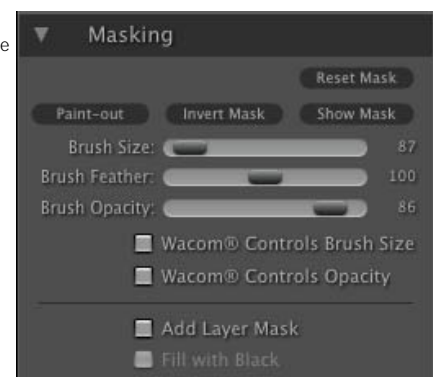 e
Masking
Reset Mask
Paint-out Invert Mask Show Mask
Brush Size: 87
Brush Feather: 100
Brush Opacity: 86
Wacom® Controls Brush Size
Wacom® Controls Opacity
Add Layer Mask
Fill with Black